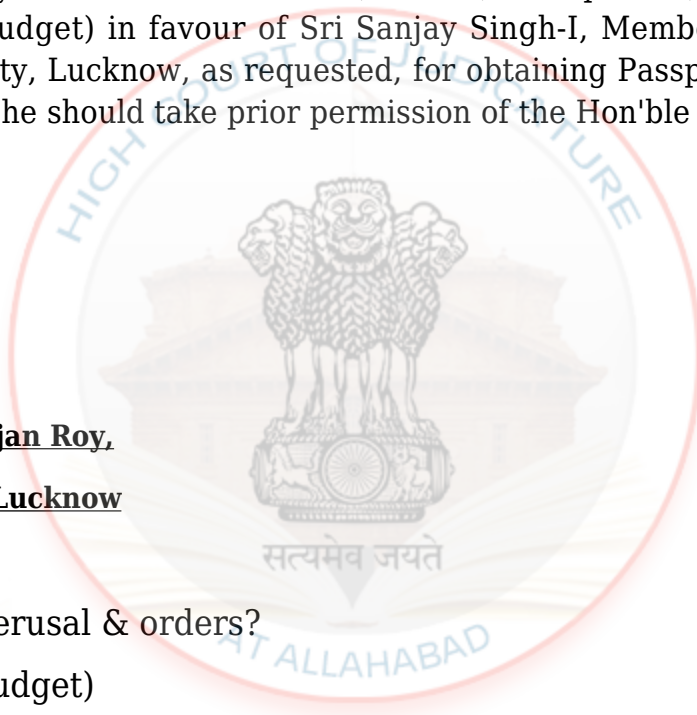 udget) in favour of Sri Sanjay Singh-I, Memb
ty, Lucknow, as requested, for obtaining Passp
he should take prior permission of the Hon'ble
HIGH COURT OF JUDICATURE
jan Roy,
Lucknow
सत्यमेव जयते
erusal & orders?
AT ALLAHABAD
udget)